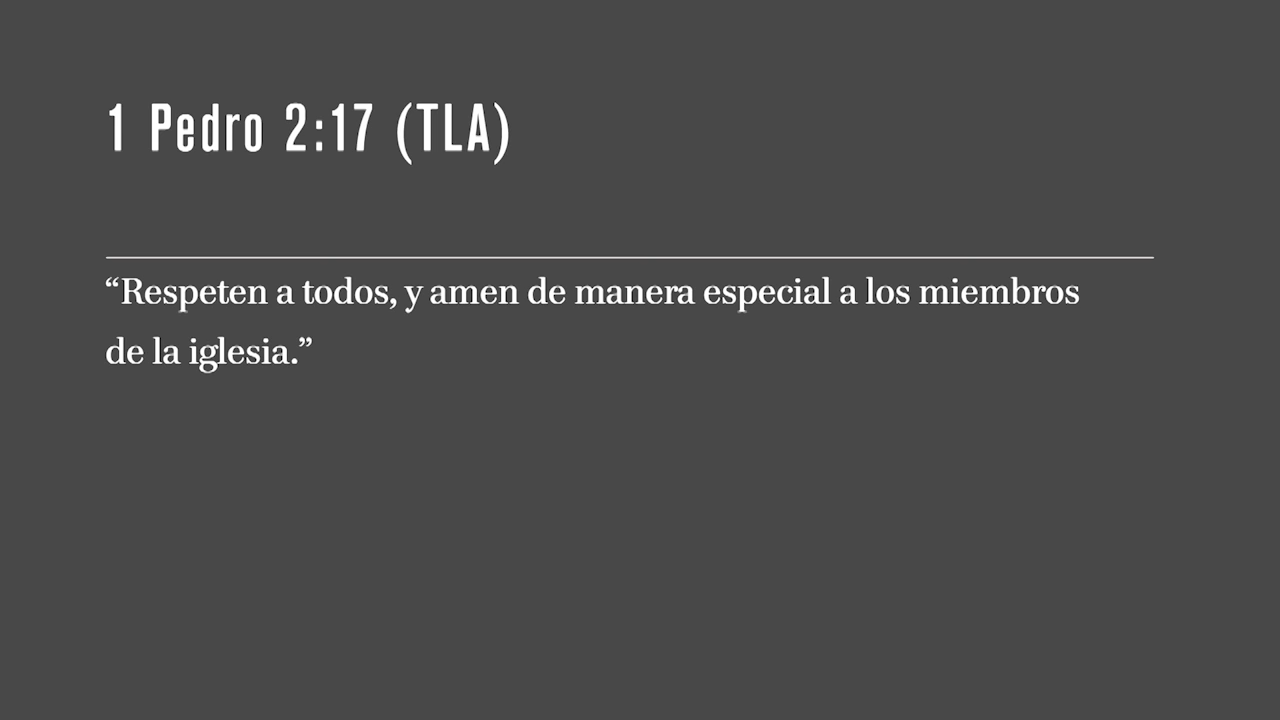 1 Pedro 2:17 (TLA)
“Respeten a todos, y amen de manera especial a los miembros
de la iglesia.”